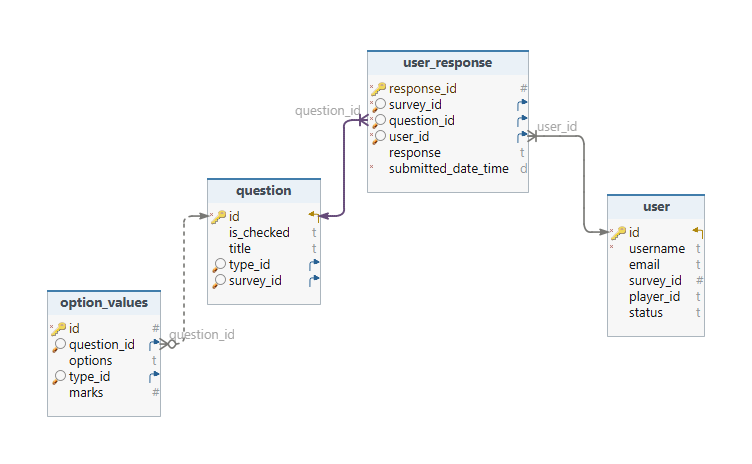 user_response
response_id #
survey_id
question_id
user_id
response t
submitted_date_time d
question_id
user_id
question
id
is_checked t
title t
type_id
survey_id
user
id
username t
email t
survey_id #
player_id t
status t
option_values
id #
question_id
options t
type_id
marks #
question_id